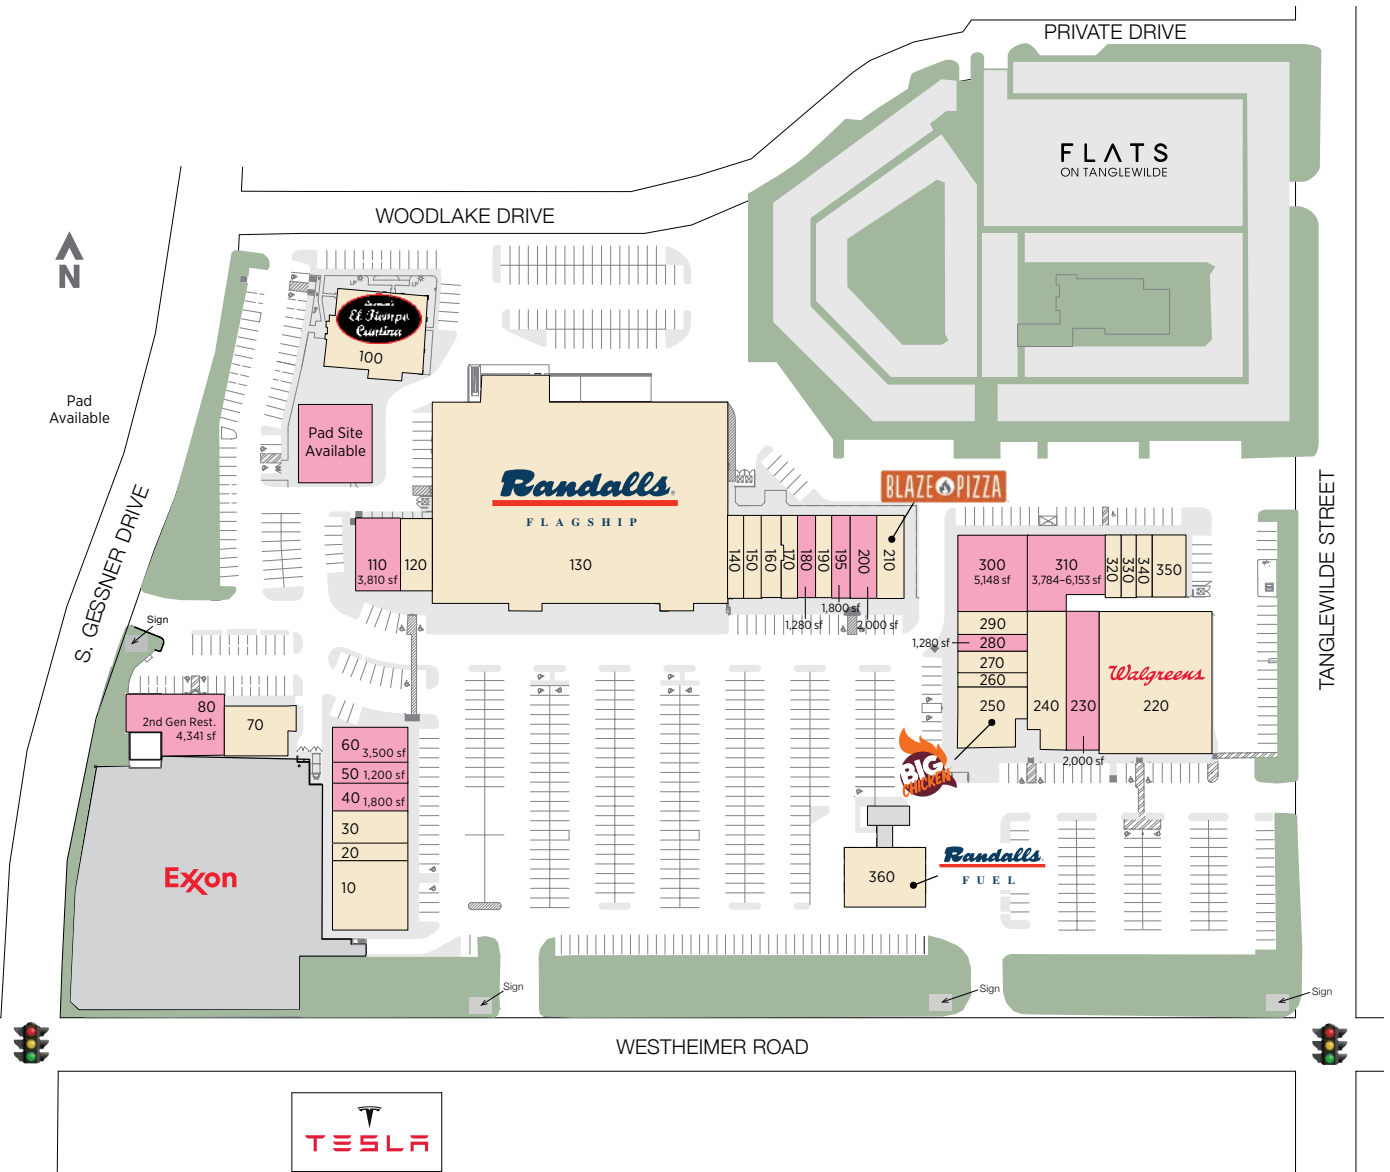 PRIVATE DRIVE
FLATS
ON TANGLEWILDE
WOODLAKE DRIVE
N
LP
LP
El Tiempo
Cantina
100
Pad
Available
Pad Site
Available
Randalls
FLAGSHIP
130
BLAZE PIZZA
S. GESSNER DRIVE
TANGLEWILDE STREET
110
3,810 sf
120
140
150
160
170
180
190
195
200
210
1,280 sf
1,800 sf
2,000 sf
300
5,148 sf
310
3,784–6,153 sf
320
330
340
350
290
1,280 sf
280
270
260
250
240
230
2,000 sf
Walgreens
220
Sign
80
2nd Gen Rest.
4,341 sf
70
60 3,500 sf
50 1,200 sf
40 1,800 sf
30
20
10
BIG
CHICKEN
Exxon
360
Randalls
FUEL
Sign
Sign
Sign
WESTHEIMER ROAD
TESLA